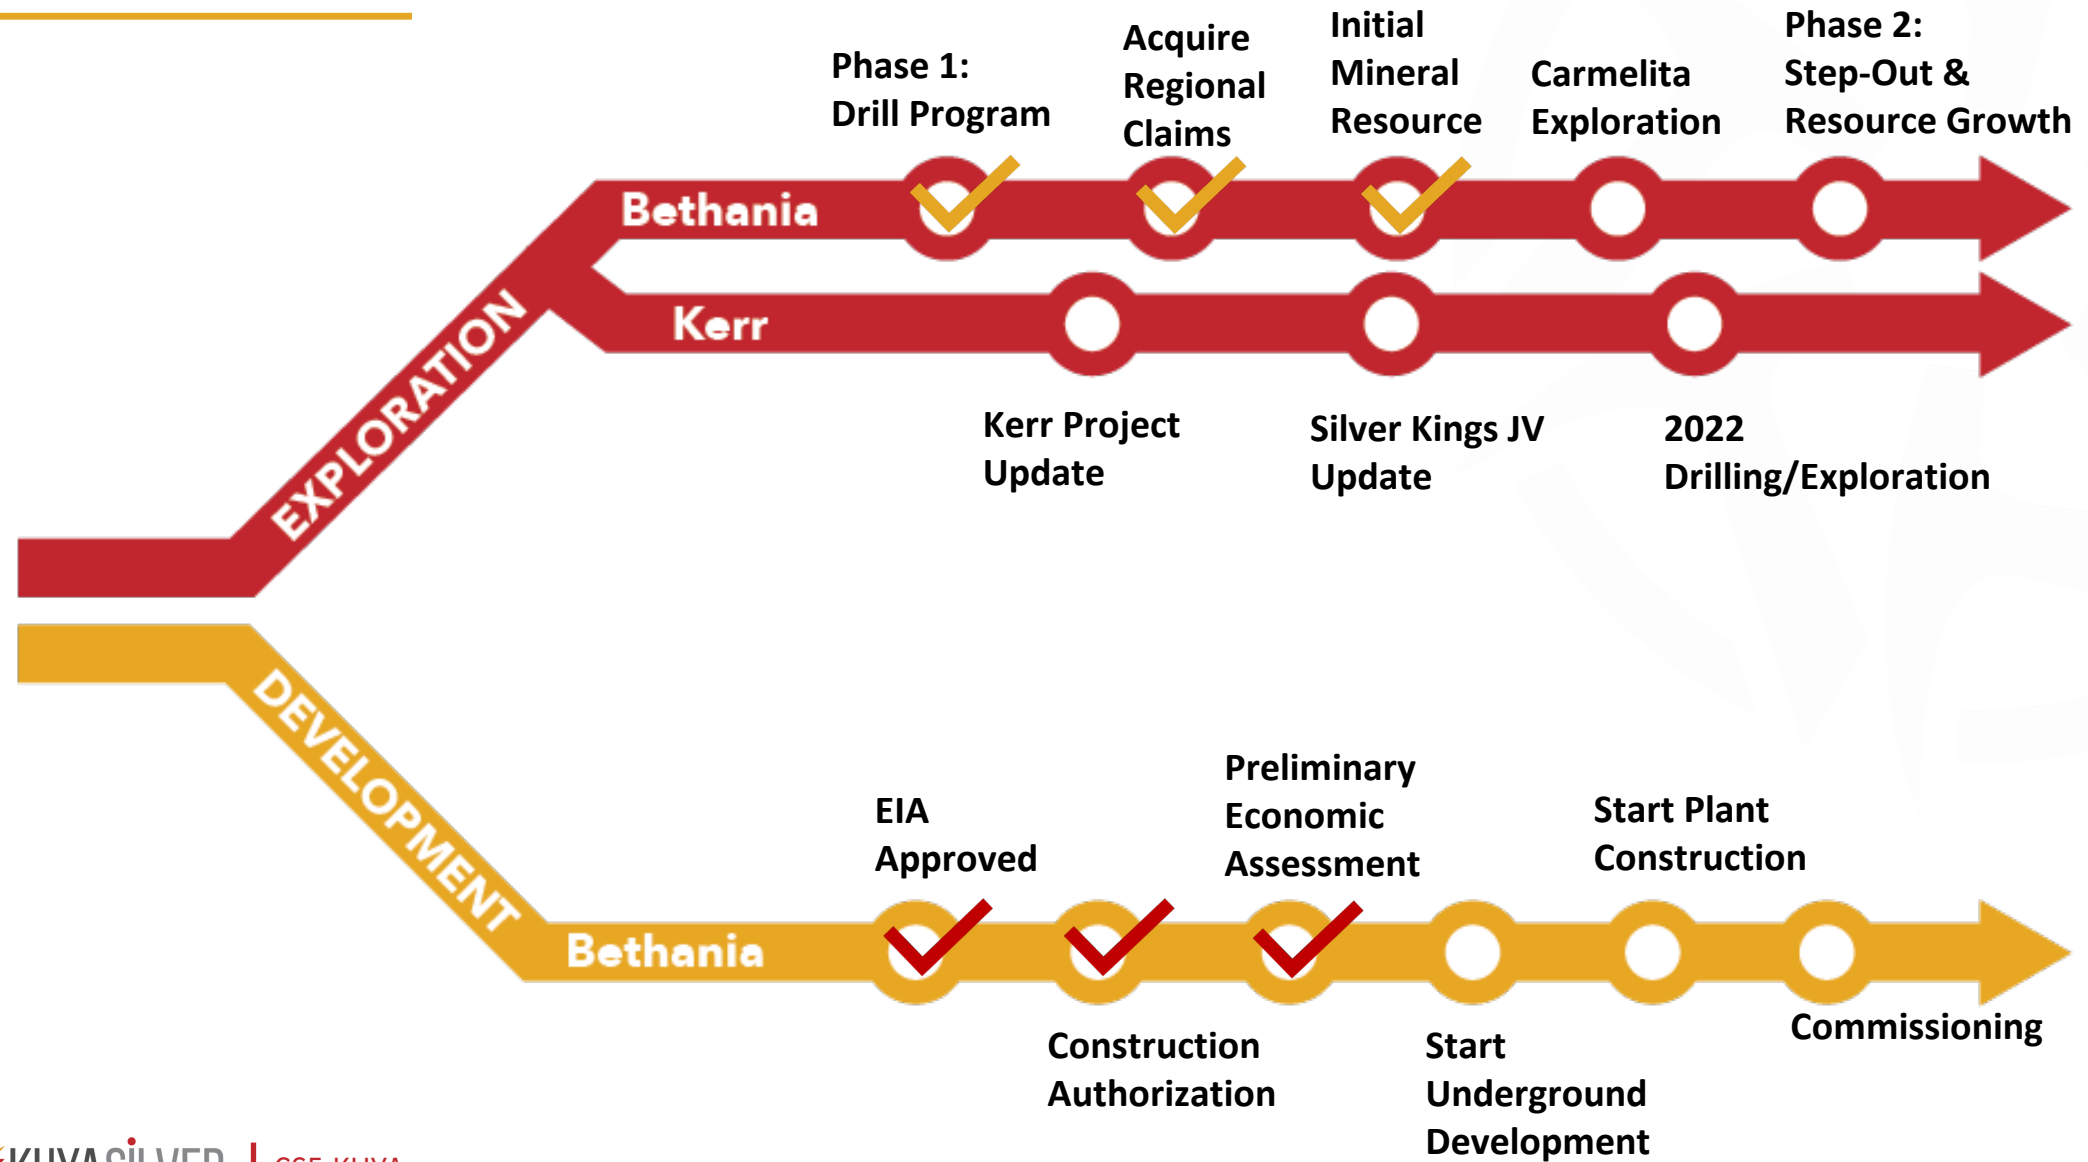 Phase 1:
Drill Program
Acquire
Regional
Claims
Initial
Mineral
Resource
Carmelita
Exploration
Phase 2:
Step-Out &
Resource Growth
Bethania
Kerr
EXPLORATION
Kerr Project
Update
Silver Kings JV
Update
2022
Drilling/Exploration
DEVELOPMENT
Bethania
EIA
Approved
Construction
Authorization
Preliminary
Economic
Assessment
Start
Underground
Development
Start Plant
Construction
Commissioning
KUYASILVER